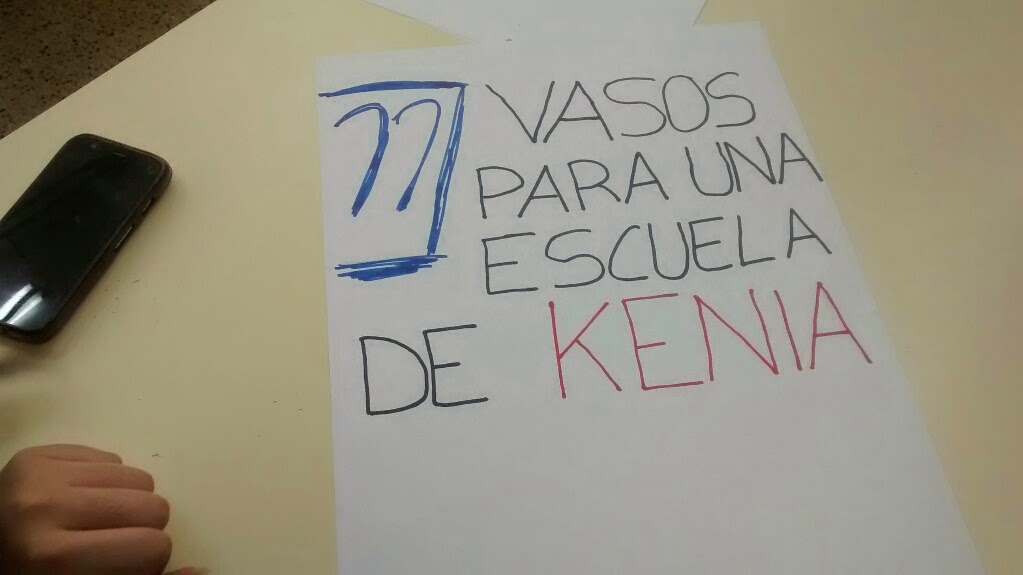 77 VASOS
PARA UNA
ESCUELA
DE KENIA